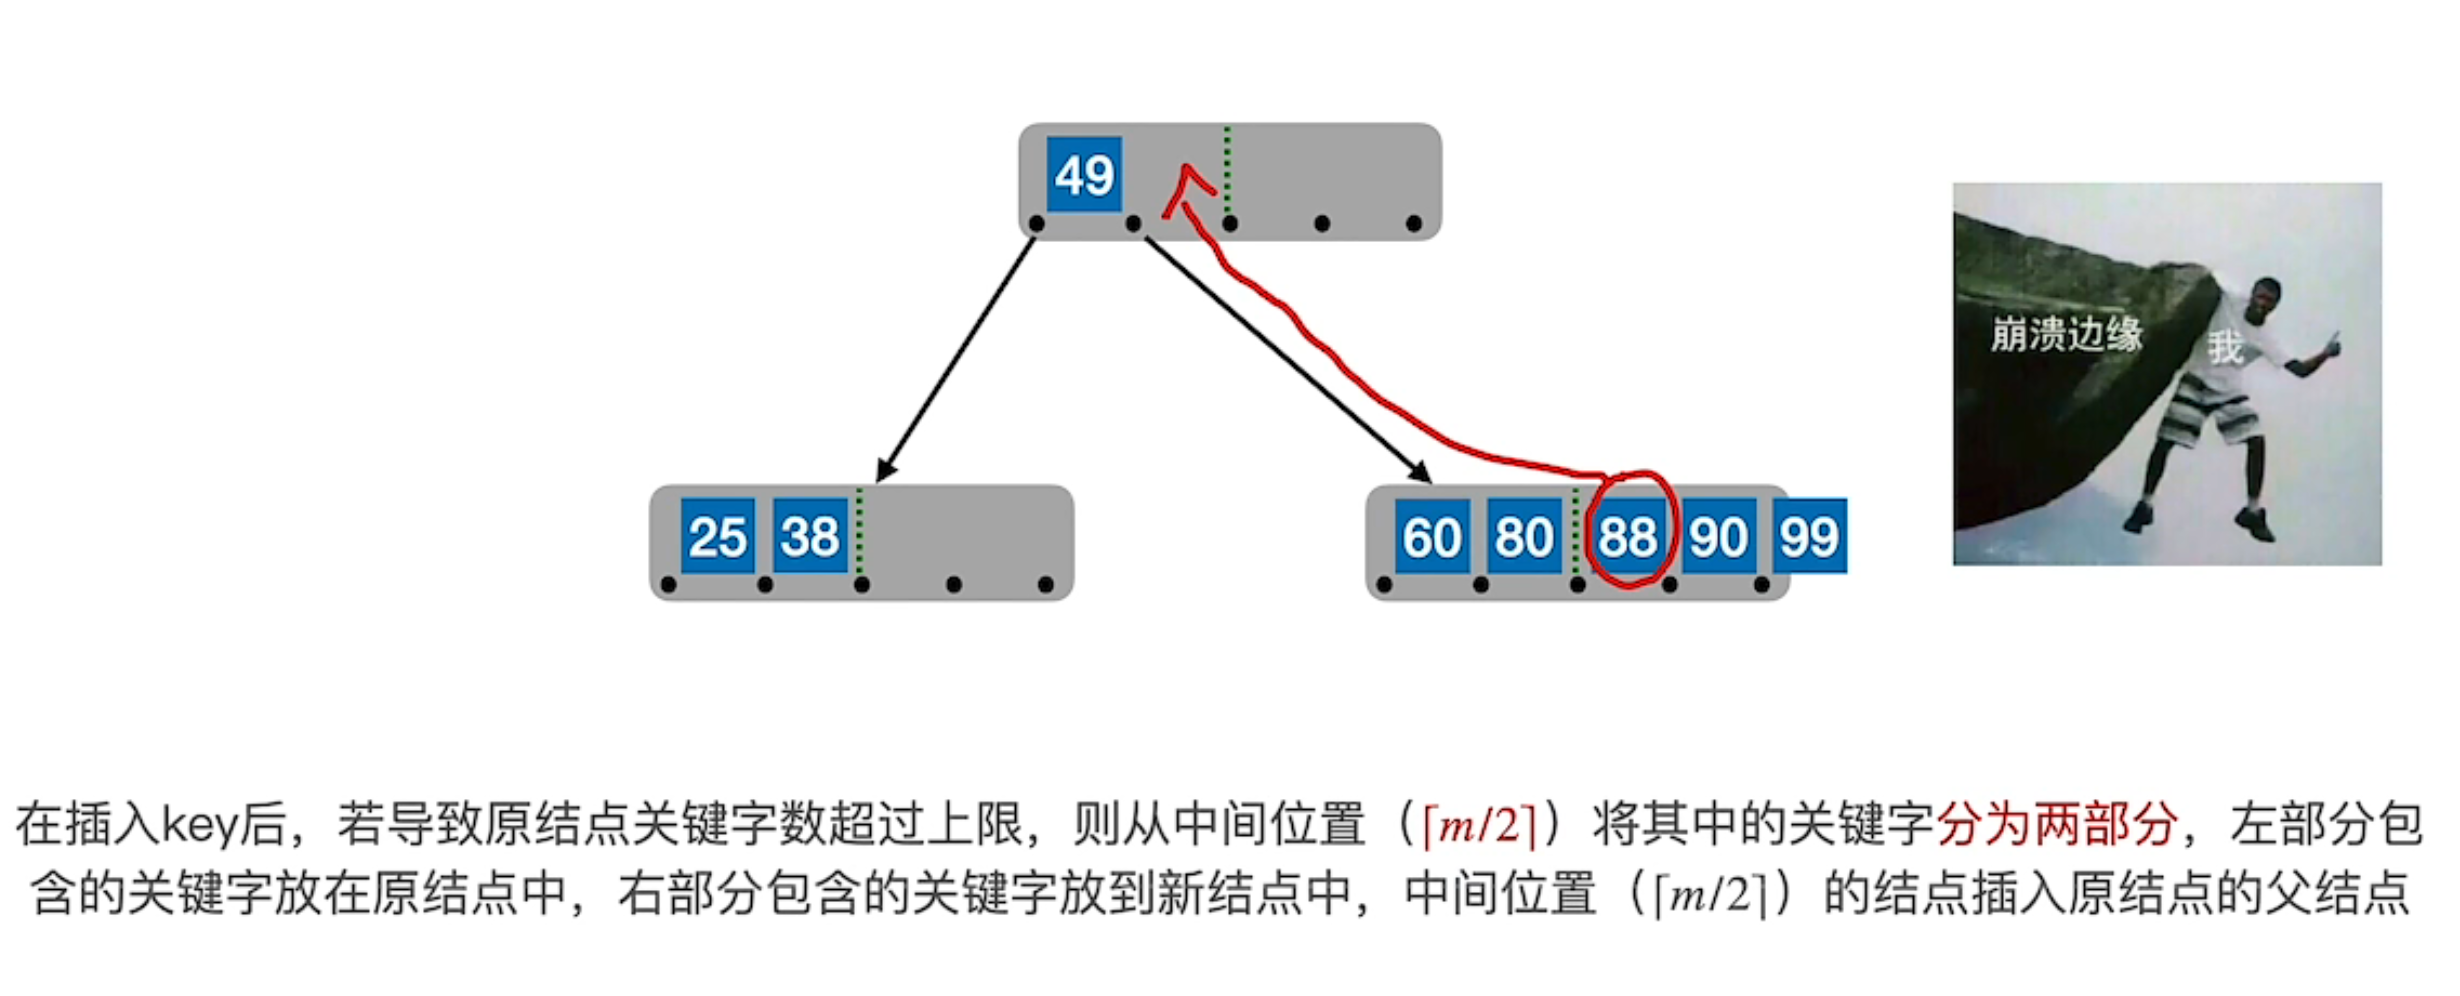 49
崩溃边缘 我
25 38
60 80 88 90 99
在插入key后，若导致原结点关键字数超过上限，则从中间位置（⌈m/2⌉）将其中的关键字分为两部分，左部分包
含的关键字放在原结点中，右部分包含的关键字放到新结点中，中间位置（⌈m/2⌉）的结点插入原结点的父结点